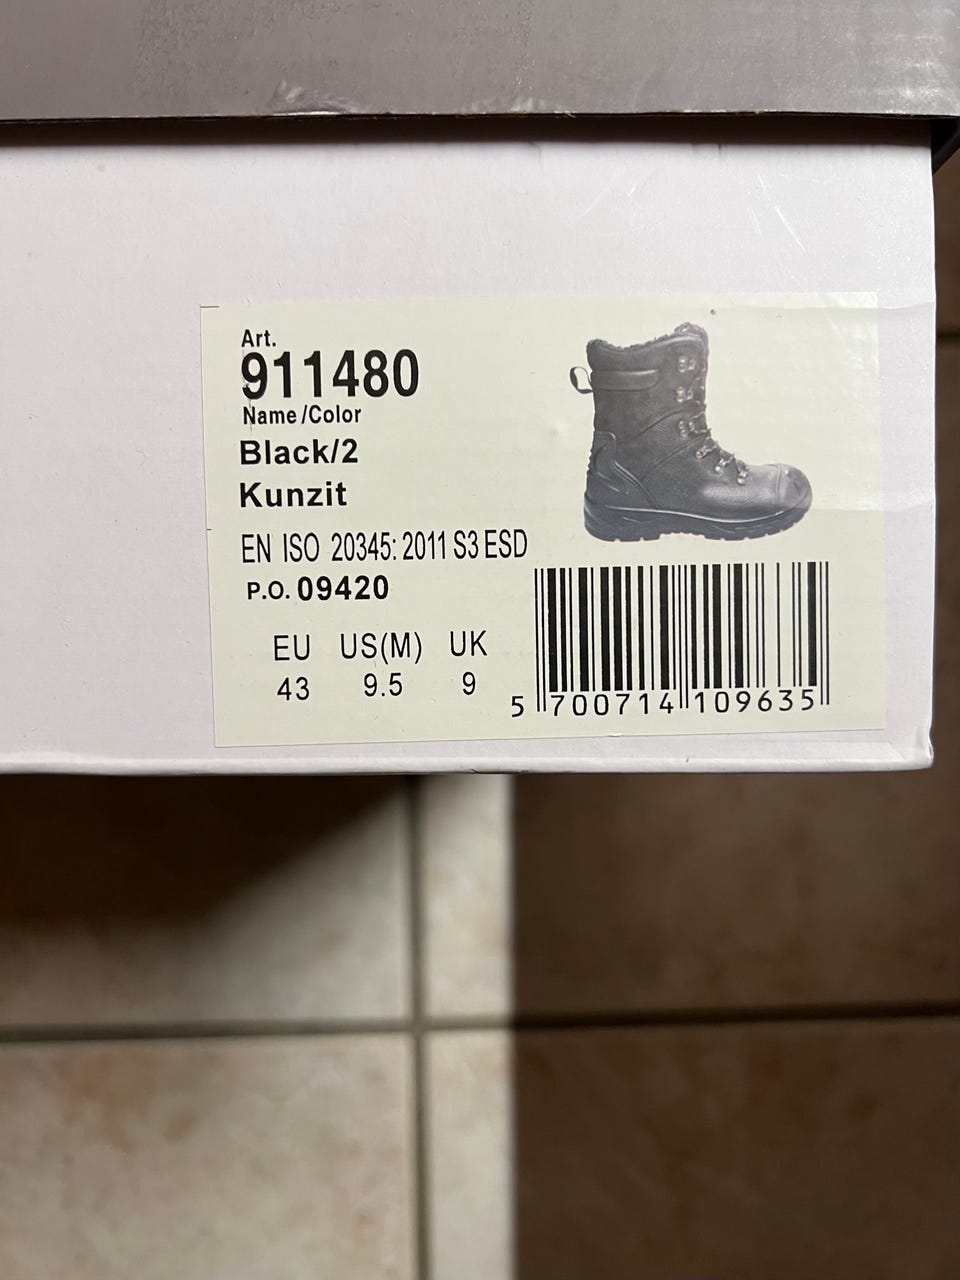 Art.
911480
Name/Color
Black/2
Kunzit
EN ISO 20345:2011 S3 ESD
P.O. 09420
EU US(M) UK
43 9.5 9
5 700714 109635